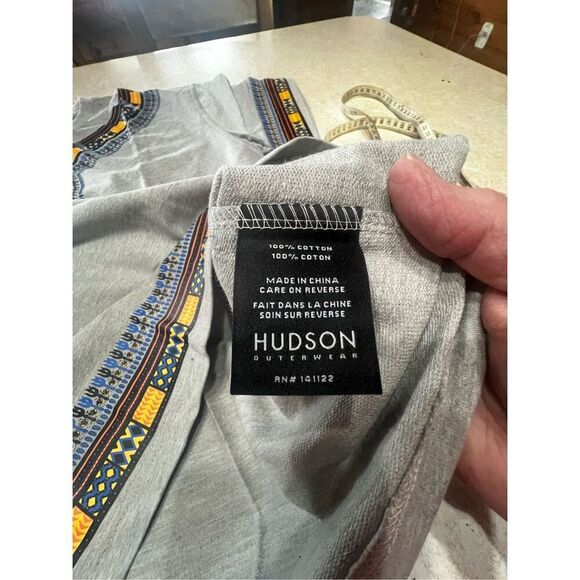 100% COTTON
100% COTON
MADE IN CHINA
CARE ON REVERSE
FAIT DANS LA CHINE
SOIN SUR REVERSE
HUDSON
OUTERWEAR
RN# 141122